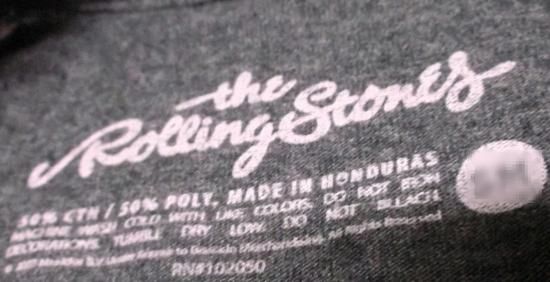 the
Rolling Stones
50% CTN / 50% POLY, MADE IN HONDURAS
MACHINE WASH COLD WITH LIKE COLORS, DO NOT IRON
DECORATIONS, TUMBLE DRY LOW. DO NOT BLEACH
Merchandising, All Rights Reserved
RN#102050